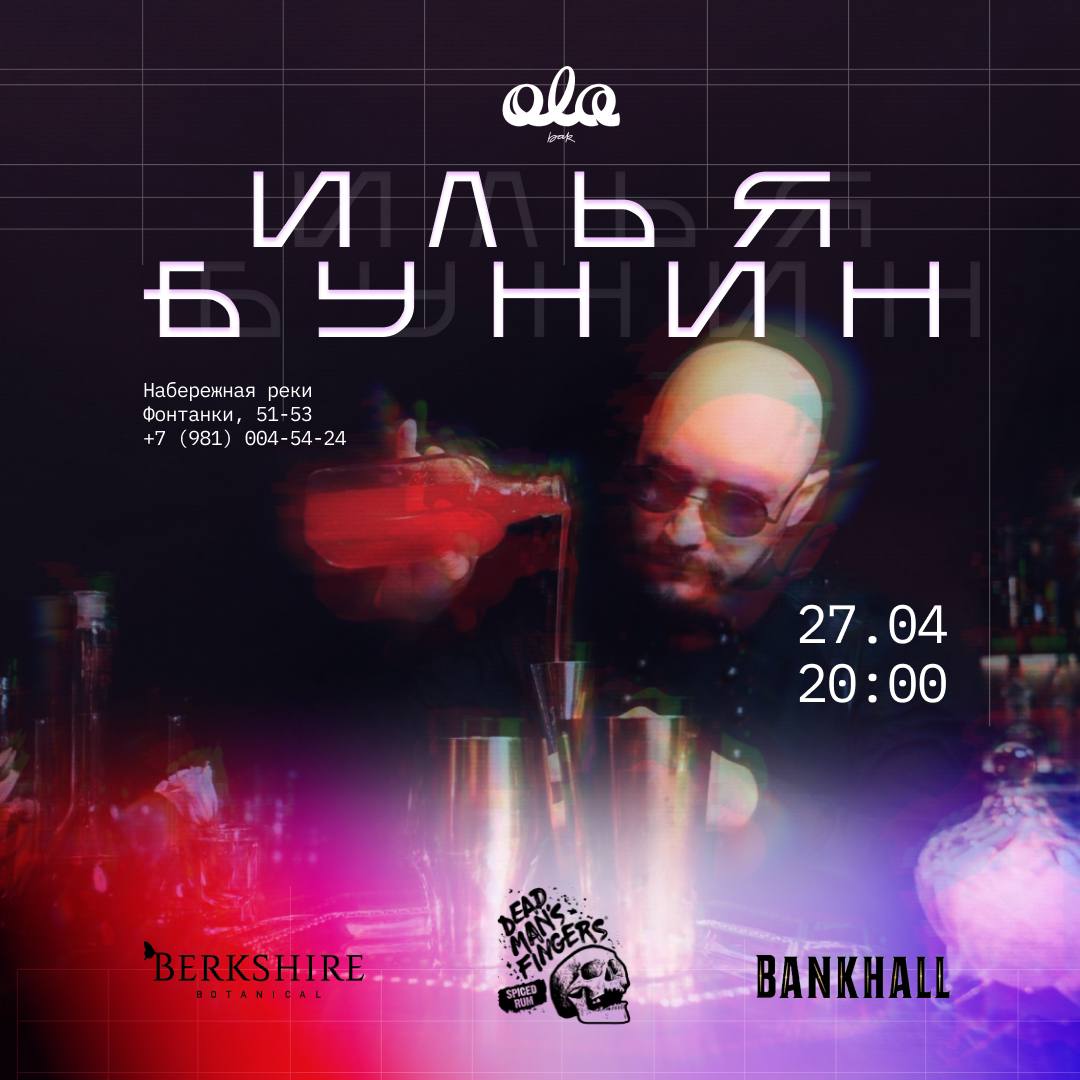 ola
bar
ИЛЬЯ
БУНИН
Набережная реки
Фонтанки, 51-53
+7 (981) 004-54-24
27.04
20:00
BERKSHIRE
BOTANICAL
DEAD
MAN'S
FINGERS
SPICED
RUM
BANKHALL